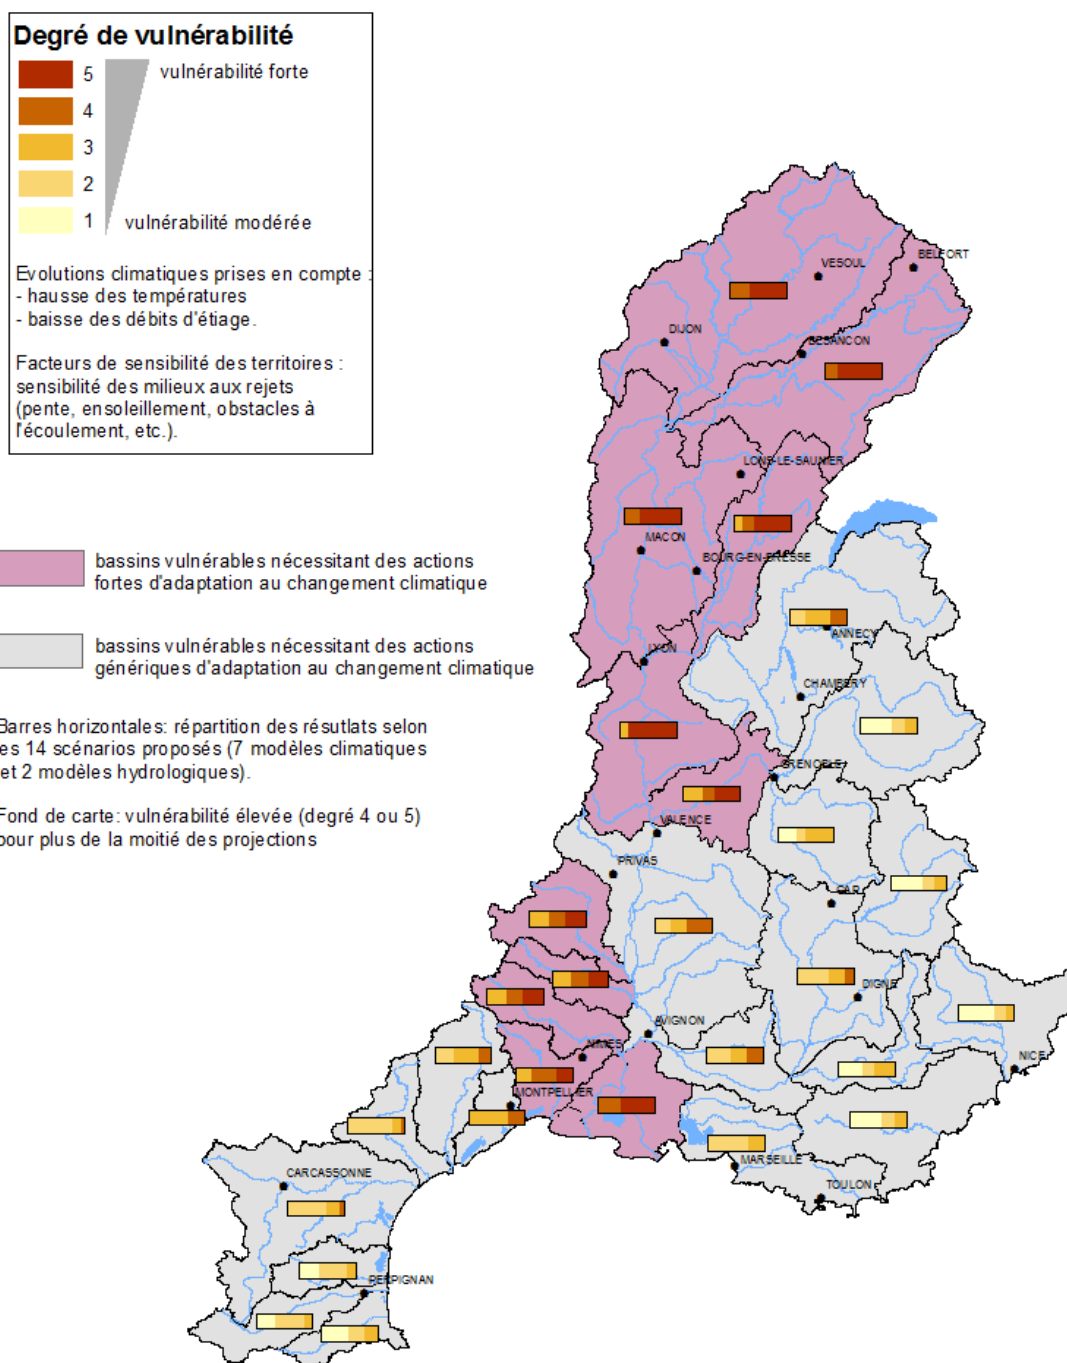 Degré de vulnérabilité
5 vulnérabilité forte
4
3
2
1 vulnérabilité modérée
Evolutions climatiques prises en compte :
- hausse des températures
- baisse des débits d'étiage.
Facteurs de sensibilité des territoires :
sensibilité des milieux aux rejets
(pente, ensoleillement, obstacles à
l'écoulement, etc.).
bassins vulnérables nécessitant des actions
fortes d'adaptation au changement climatique
bassins vulnérables nécessitant des actions
génériques d'adaptation au changement climatique
Barres horizontales: répartition des résutlats selon
les 14 scénarios proposés (7 modèles climatiques
et 2 modèles hydrologiques).
Fond de carte: vulnérabilité élevée (degré 4 ou 5)
pour plus de la moitié des projections
BELFORT
VESOUL
DIJON
BESANCON
LONS-LE-SAUNIER
MACON
BOURG-EN-BRESSE
ANNECY
LYON
CHAMBERY
GRENOBLE
VALENCE
PRIVAS
GAP
DIGNE
AVIGNON
NIMES
NICE
MONTPELLIER
MARSEILLE
CARCASSONNE
TOULON
PERPIGNAN